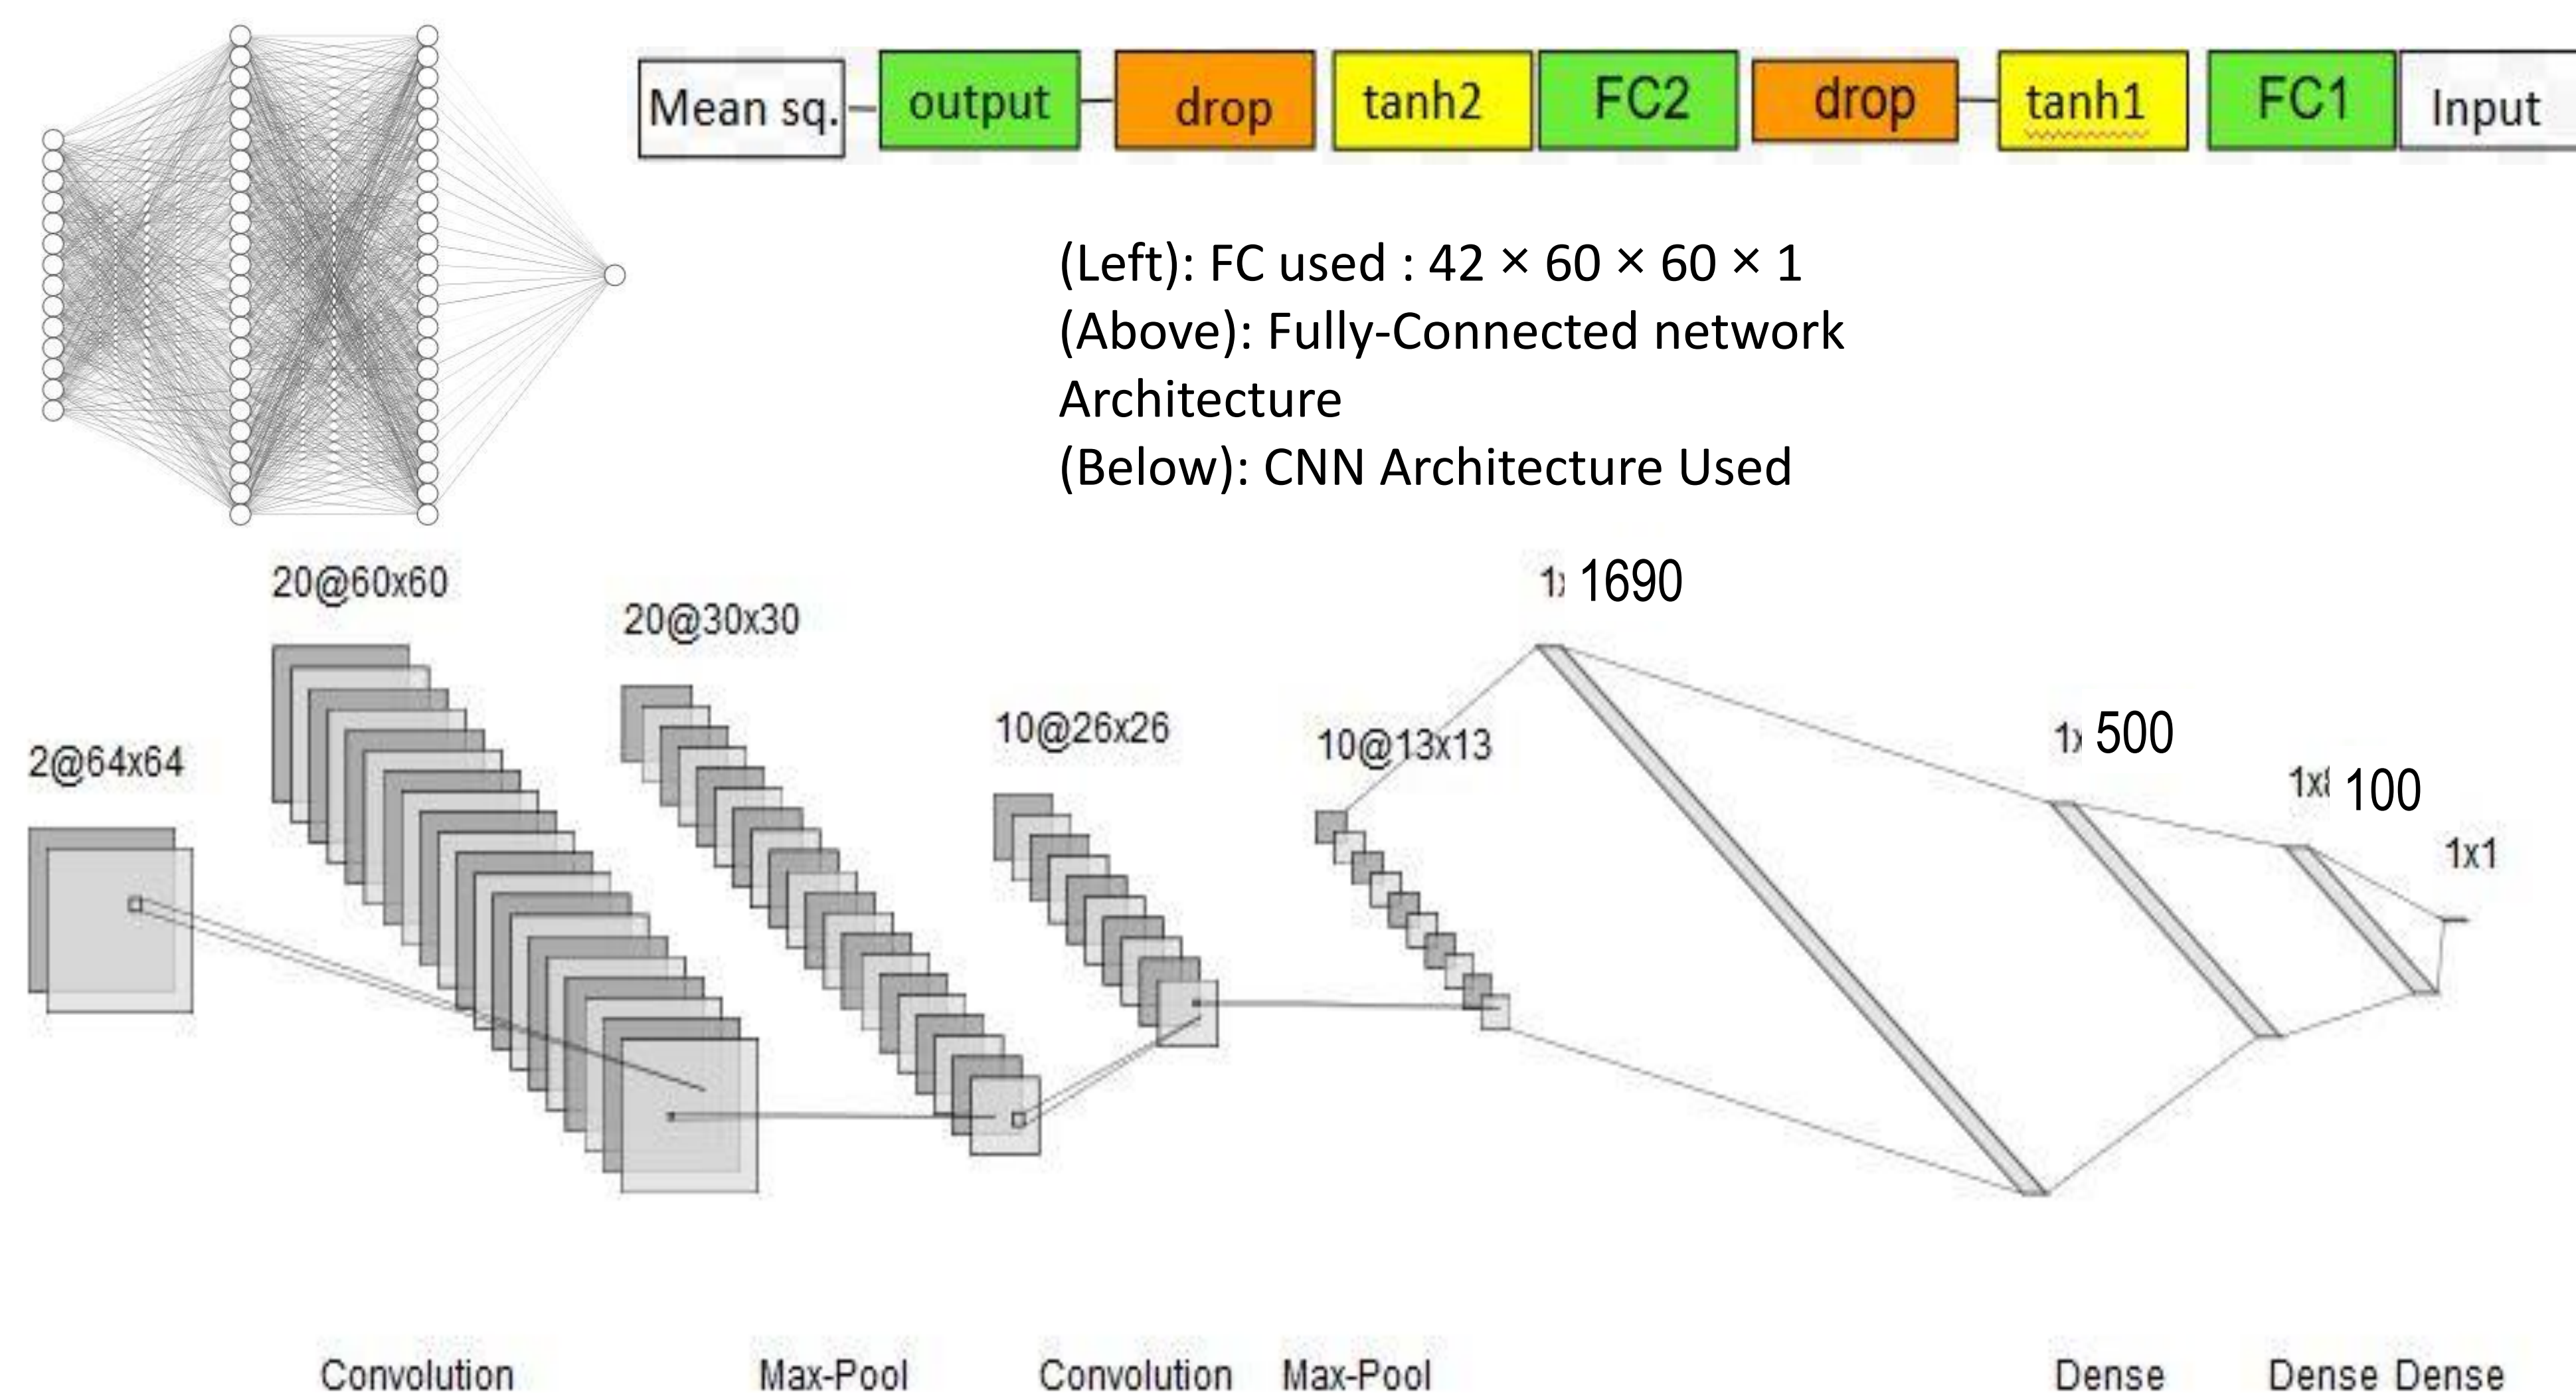 Mean sq. output drop tanh2 FC2 drop tanh1 FC1 Input
(Left): FC used : 42 × 60 × 60 × 1
(Above): Fully-Connected network
Architecture
(Below): CNN Architecture Used
20@60x60
20@30x30
1690
10@26x26
10@13x13
500
2@64x64
100
1x1
Convolution Max-Pool Convolution Max-Pool Dense Dense Dense